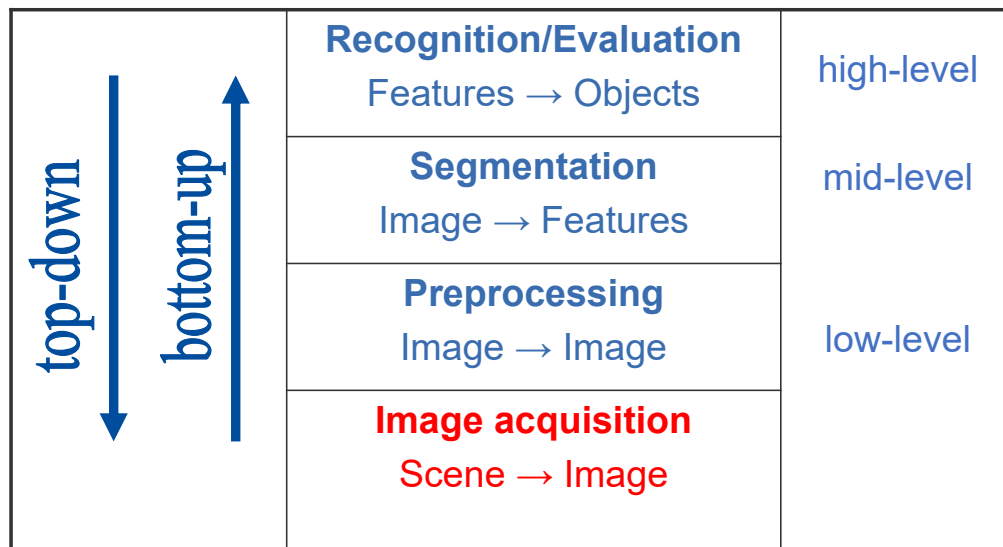 top-down
bottom-up
Recognition/Evaluation
Features → Objects
high-level
Segmentation
Image → Features
mid-level
Preprocessing
Image → Image
low-level
Image acquisition
Scene → Image